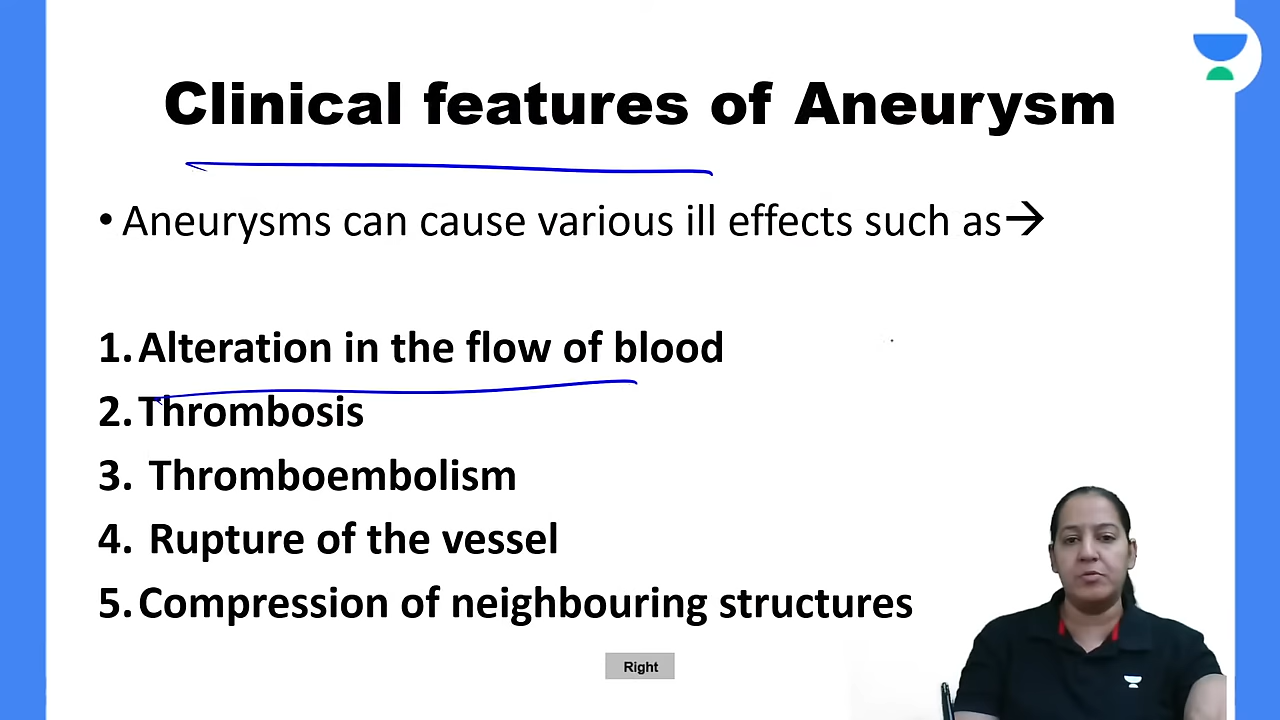 Clinical features of Aneurysm
• Aneurysms can cause various ill effects such as→
1. Alteration in the flow of blood
2. Thrombosis
3. Thromboembolism
4. Rupture of the vessel
5. Compression of neighbouring structures
Right